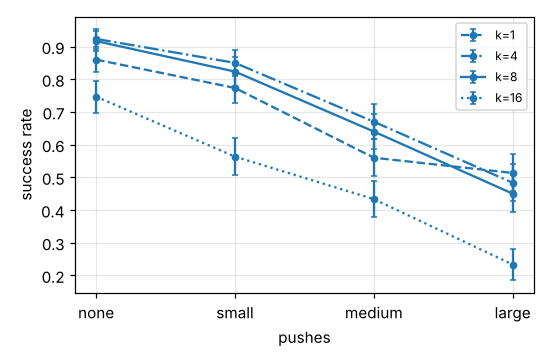 0.9
0.8
0.7
0.6
0.5
0.4
0.3
0.2
success rate
none
small
medium
large
pushes
k=1
k=4
k=8
k=16